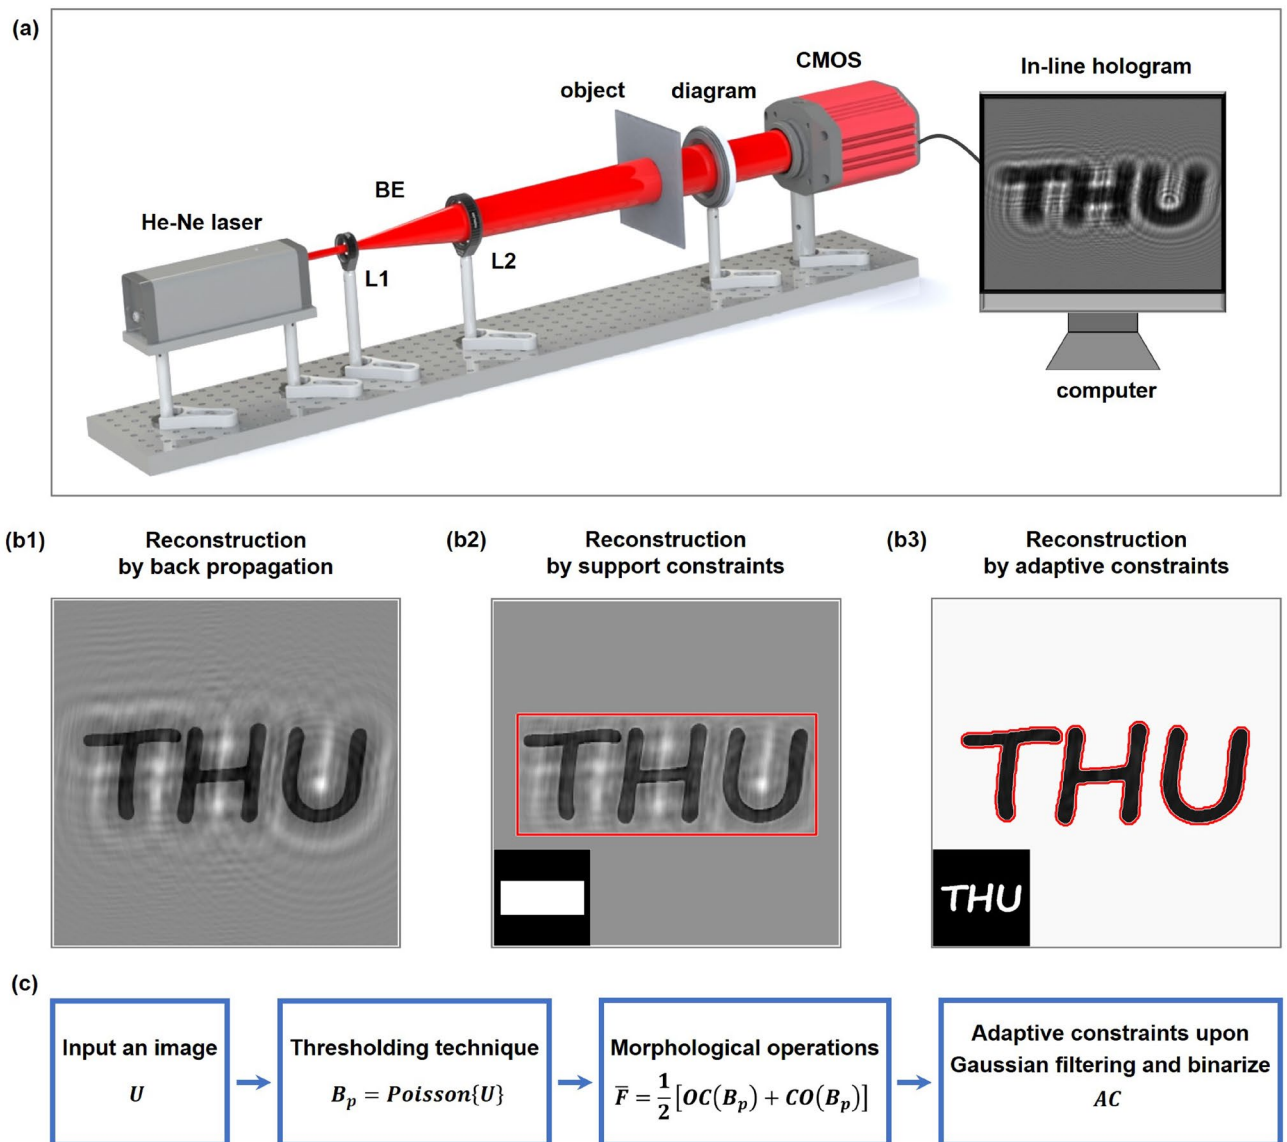 (a)
CMOS
In-line hologram
object
diagram
BE
He-Ne laser
L1
L2
THU
computer
(b1)
Reconstruction
by back propagation
(b2)
Reconstruction
by support constraints
(b3)
Reconstruction
by adaptive constraints
THU
THU
THU
THU
(c)
Input an image
U
Thresholding technique
B_p = Poisson{U}
Morphological operations
F̅ = 1/2 [OC(B_p) + CO(B_p)]
Adaptive constraints upon
Gaussian filtering and binarize
AC